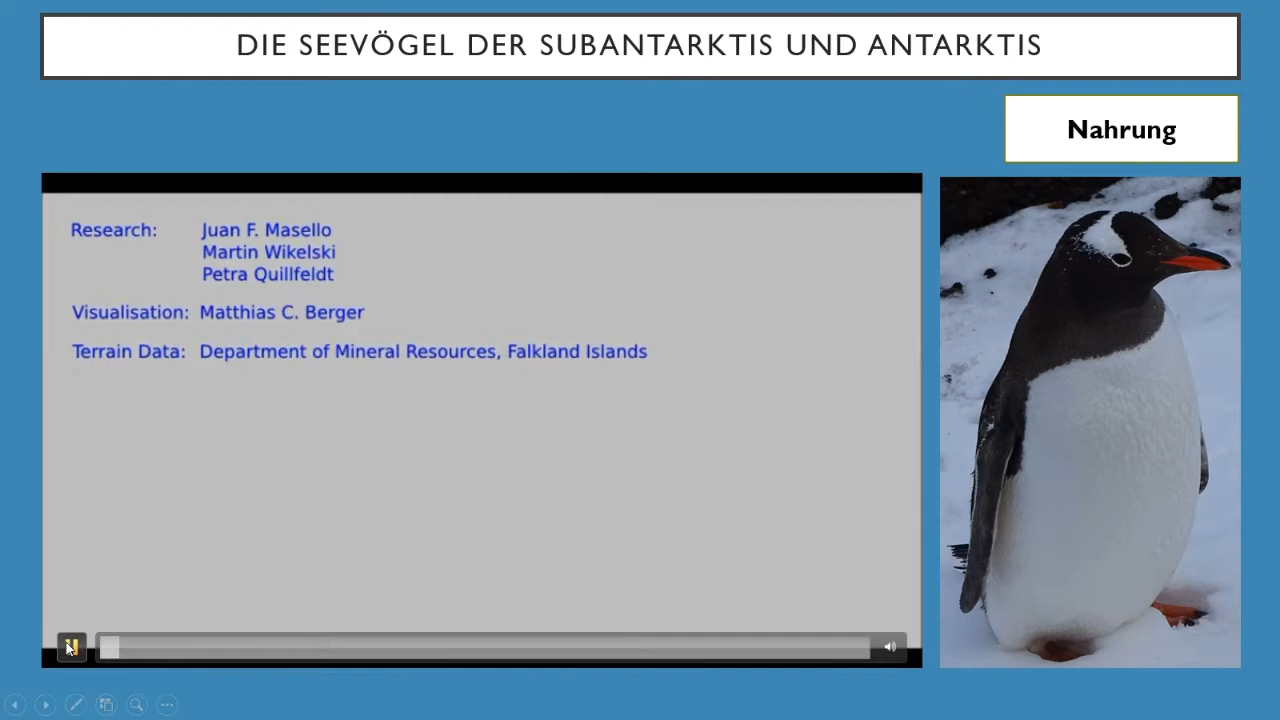 DIE SEEVÖGEL DER SUBANTARKTIS UND ANTARKTIS
Nahrung
Research: Juan F. Masello
Martin Wikelski
Petra Quillfeldt
Visualisation: Matthias C. Berger
Terrain Data: Department of Mineral Resources, Falkland Islands